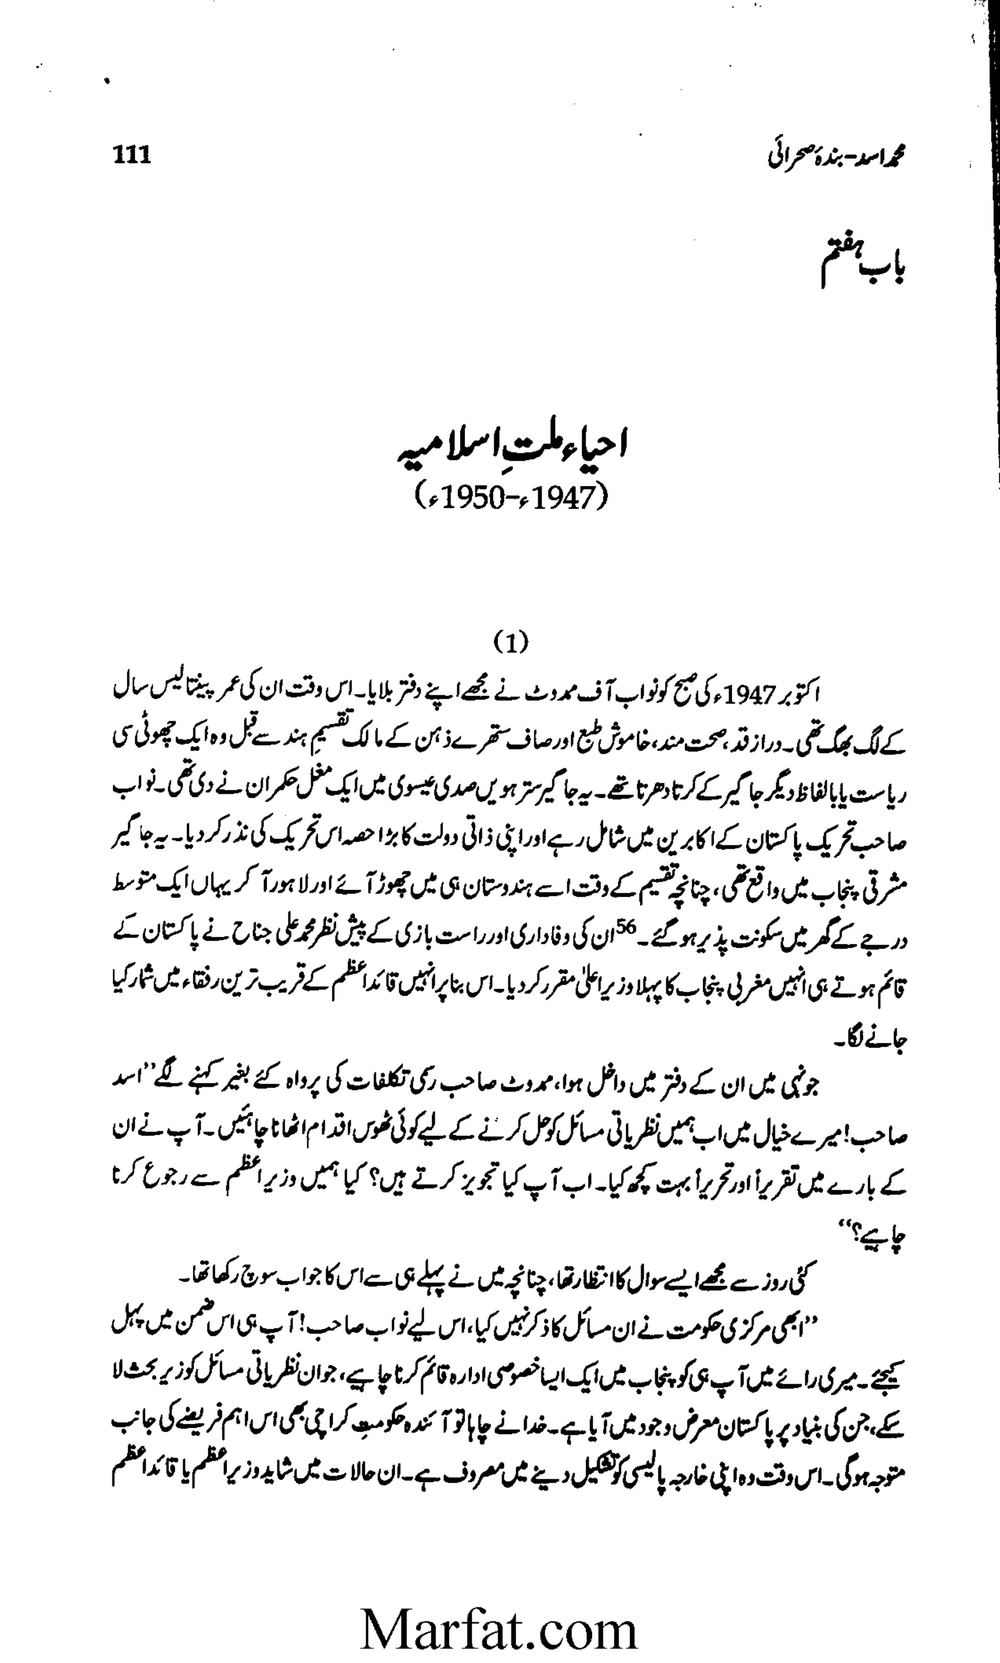 محمد اسد-بندۂ صحرائی
111
باب ہفتم
احیاء ملتِ اسلامیہ
(1947ء-1950ء)
(1)
اکتوبر 1947ء کی صبح کو نواب آف ممدوٹ نے مجھے اپنے دفتر بلایا۔ اس وقت ان کی عمر پینتالیس سال
کے لگ بھگ تھی۔ دراز قد، صحت مند، خاموش طبع اور صاف ستھرے ذہن کے مالک تقسیمِ ہند سے قبل وہ ایک چھوٹی سی
ریاست یا بالفاظ دیگر جاگیر کے کرتا دھرتا تھے۔ یہ جاگیر سترہویں صدی عیسوی میں ایک مغل حکمران نے دی تھی۔ نواب
صاحب تحریک پاکستان کے اکابرین میں شامل رہے اور اپنی ذاتی دولت کا بڑا حصہ اس تحریک کی نذر کر دیا۔ یہ جاگیر
مشرقی پنجاب میں واقع تھی، چنانچہ تقسیم کے وقت اسے ہندوستان ہی میں چھوڑ آئے اور لاہور آ کر یہاں ایک متوسط
درجے کے گھر میں سکونت پذیر ہو گئے۔56 ان کی وفاداری اور راست بازی کے پیش نظر محمد علی جناح نے پاکستان کے
قائم ہوتے ہی انہیں مغربی پنجاب کا پہلا وزیر اعلیٰ مقرر کر دیا۔ اس بنا پر انہیں قائد اعظم کے قریب ترین رفقاء میں شمار کیا
جانے لگا۔
جونہی میں ان کے دفتر میں داخل ہوا، ممدوٹ صاحب رسمی تکلفات کی پرواہ کئے بغیر کہنے لگے ”اسد
صاحب! میرے خیال میں اب ہمیں نظریاتی مسائل کو حل کرنے کے لیے کوئی ٹھوس اقدام اٹھانا چاہئیں۔ آپ نے ان
کے بارے میں تقریراً اور تحریراً بہت کچھ کیا۔ اب آپ کیا تجویز کرتے ہیں؟ کیا ہمیں وزیر اعظم سے رجوع کرنا
چاہیے؟“
کئی روز سے مجھے ایسے سوال کا انتظار تھا، چنانچہ میں نے پہلے ہی سے اس کا جواب سوچ رکھا تھا۔
”ابھی مرکزی حکومت نے ان مسائل کا ذکر نہیں کیا، اس لیے نواب صاحب! آپ ہی اس ضمن میں پہل
کیجئے۔ میری رائے میں آپ ہی کو پنجاب میں ایک ایسا خصوصی ادارہ قائم کرنا چاہیے، جو ان نظریاتی مسائل کو زیر بحث لا
سکے، جن کی بنیاد پر پاکستان معرض وجود میں آیا ہے۔ خدا نے چاہا تو آئندہ حکومتِ کراچی بھی اس اہم فریضے کی جانب
متوجہ ہوگی۔ اس وقت وہ اپنی خارجہ پالیسی کو تشکیل دینے میں مصروف ہے۔ ان حالات میں شاید وزیر اعظم یا قائد اعظم
Marfat.com